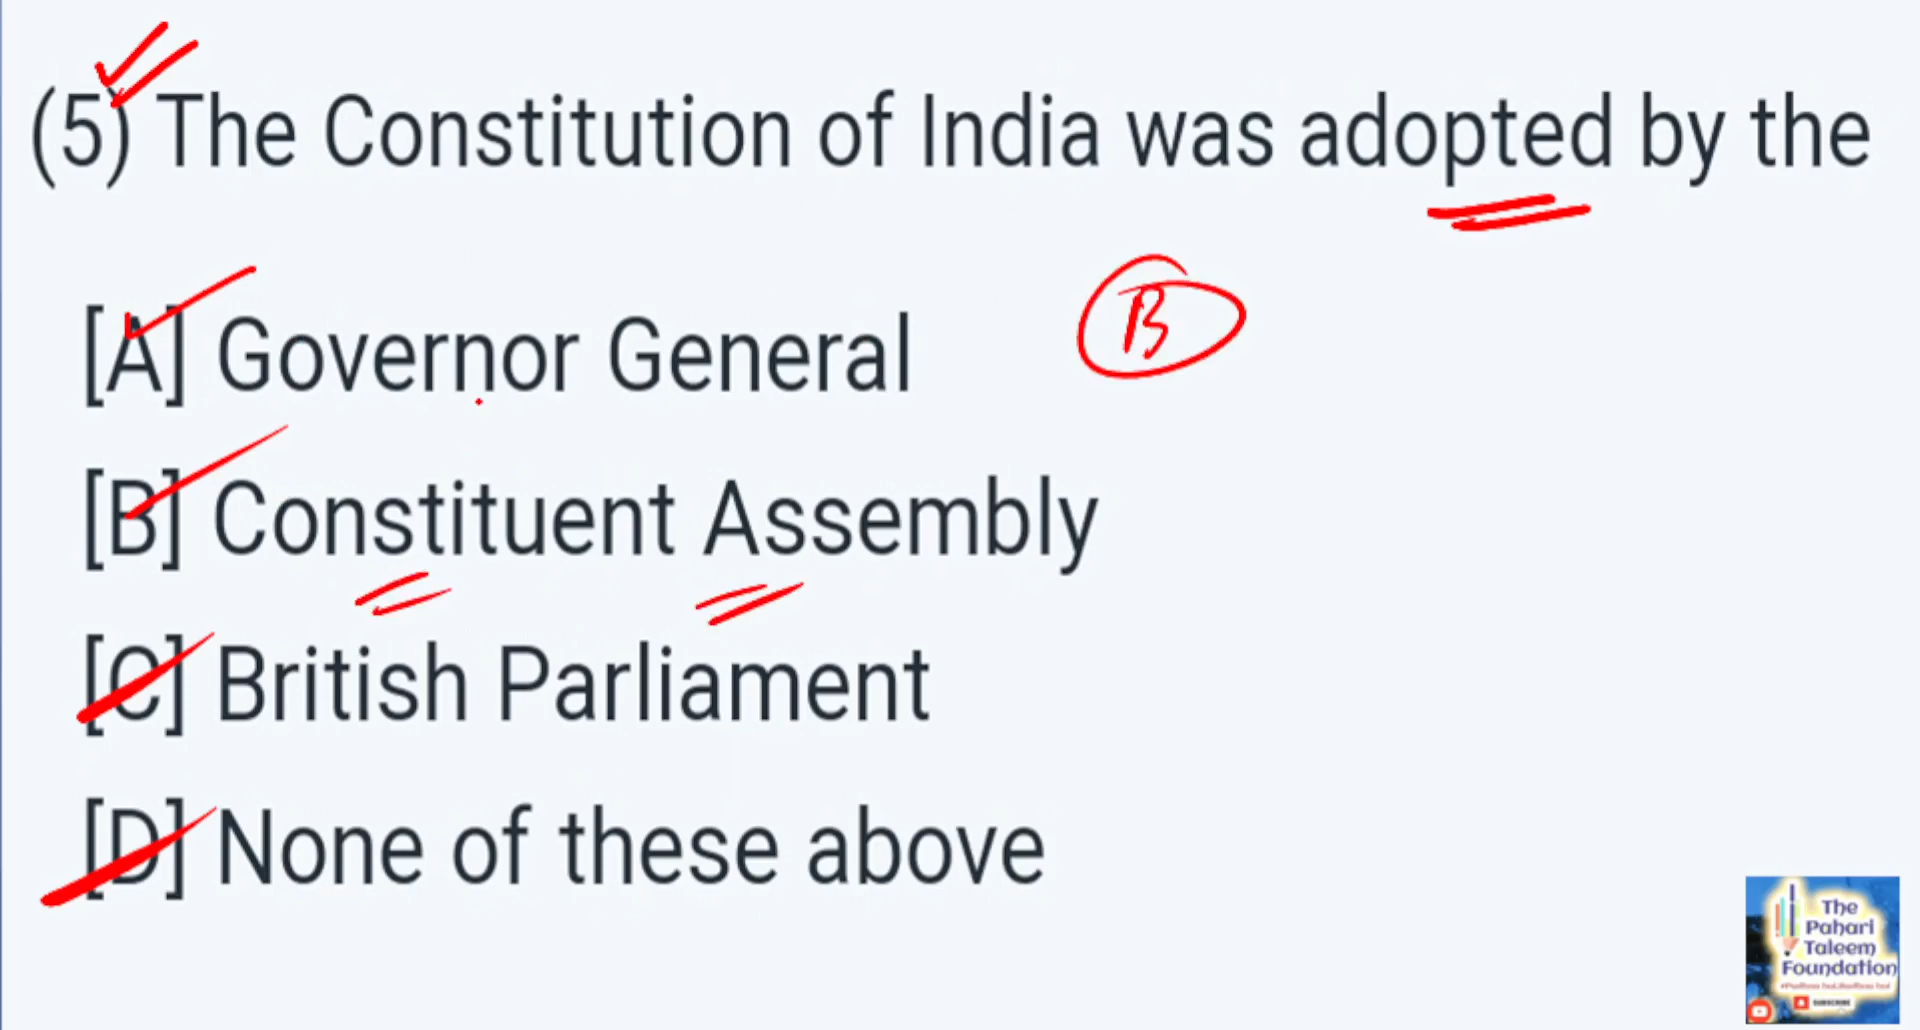 (5) The Constitution of India was adopted by the
[A] Governor General
B
[B] Constituent Assembly
[C] British Parliament
[D] None of these above
The
Pahari
Taleem
Foundation
SUBSCRIBE